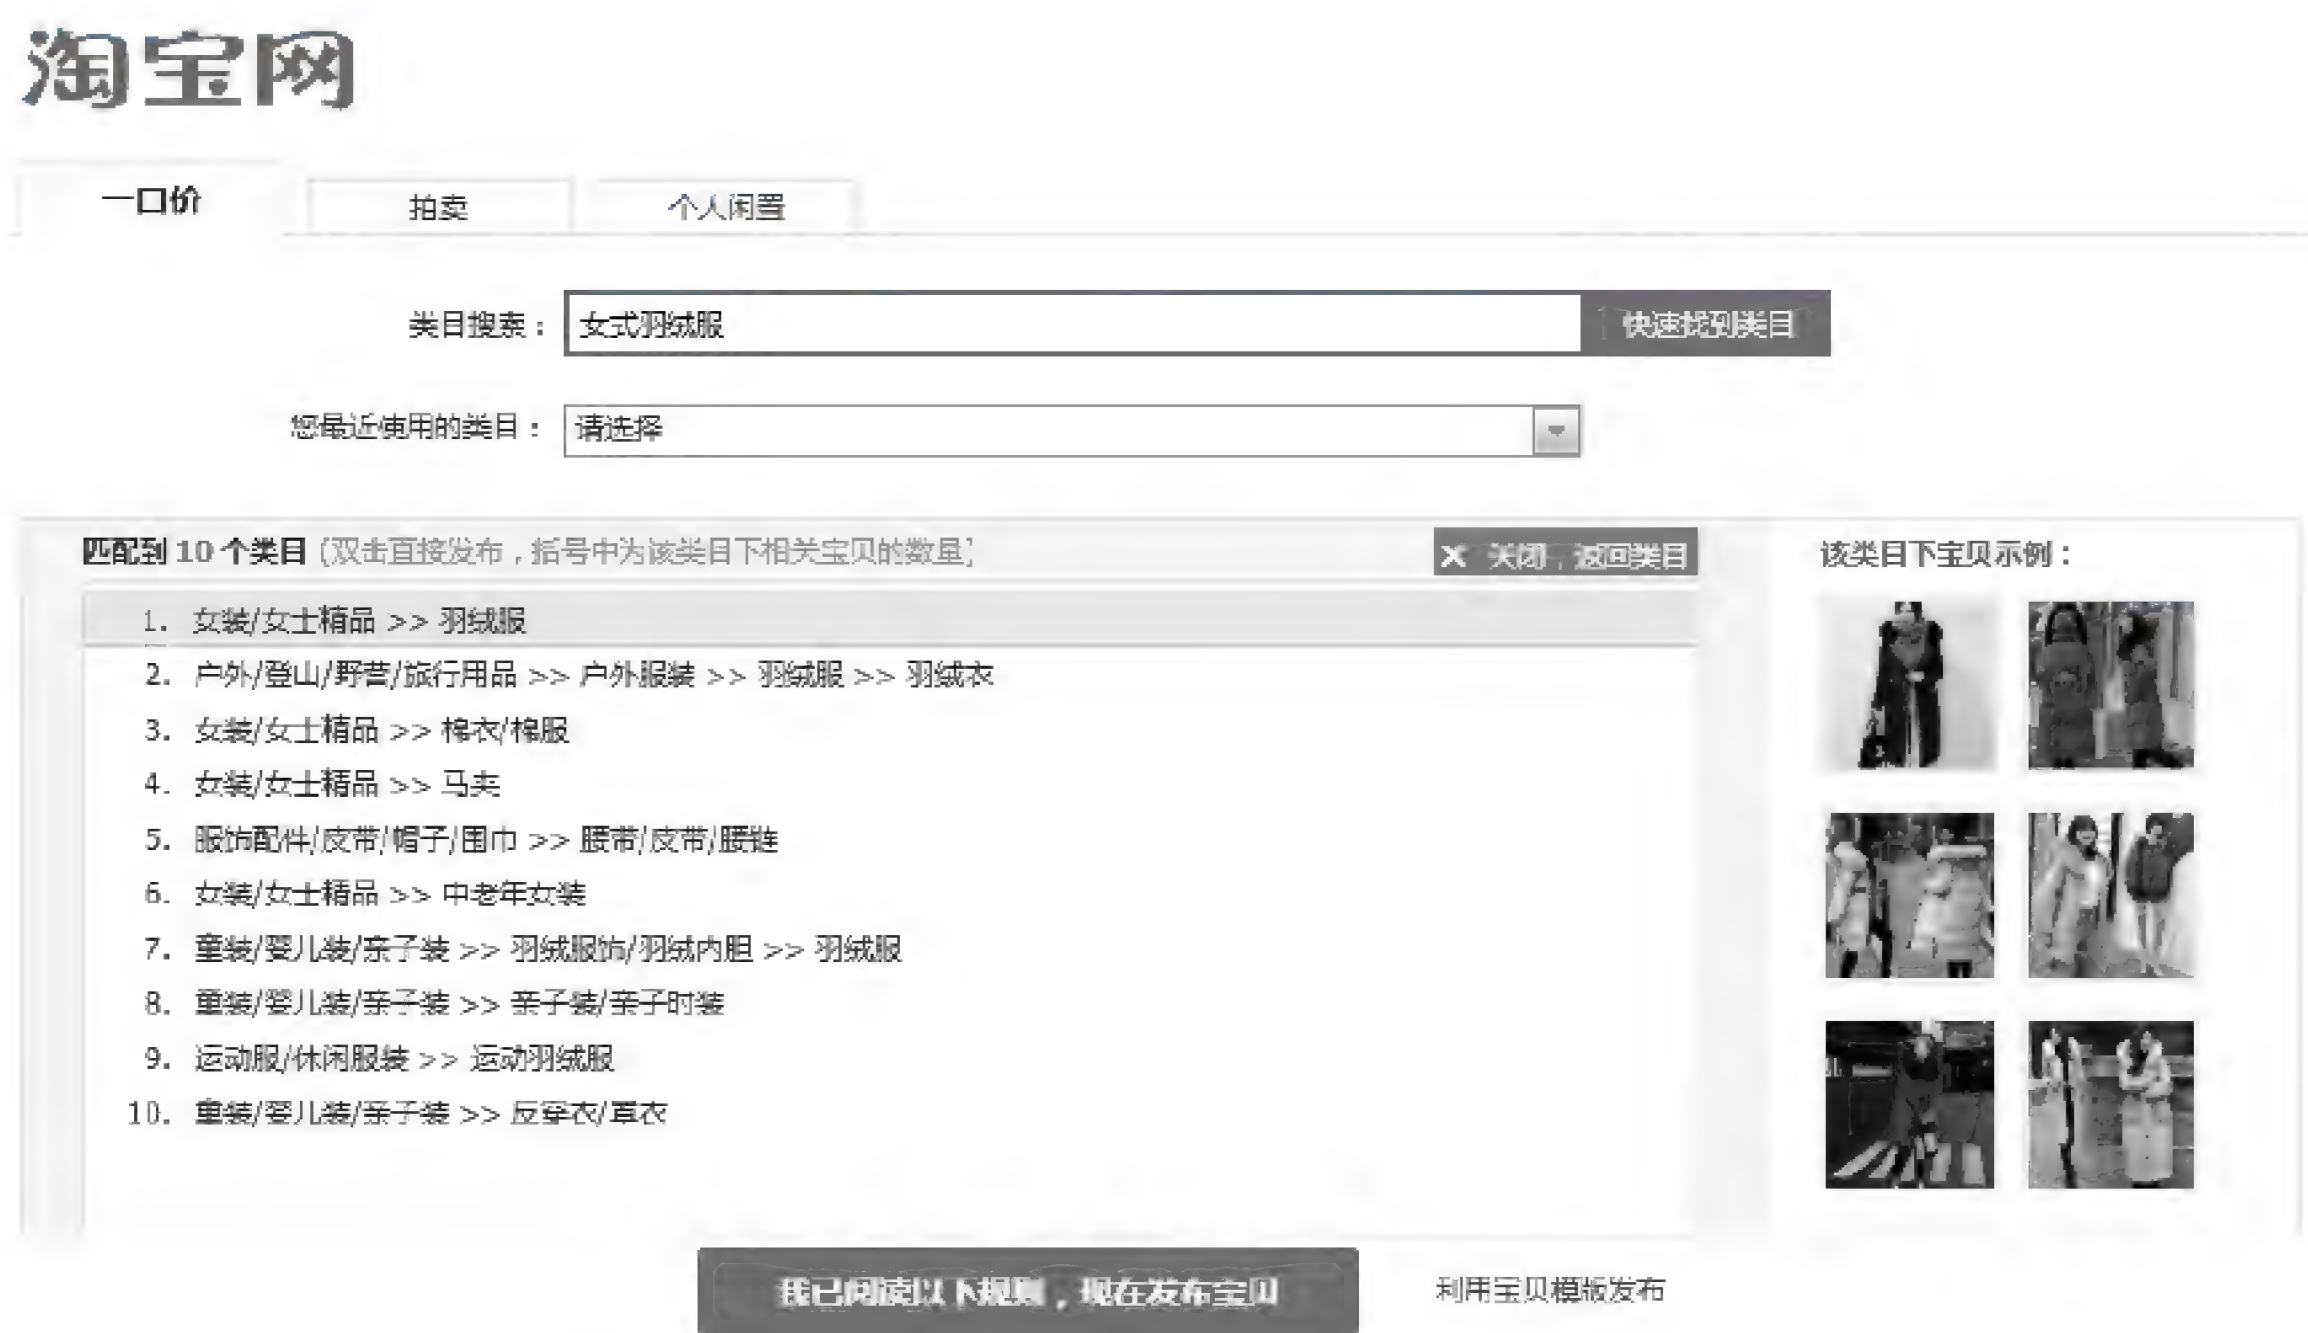 淘宝网
一口价
拍卖
个人闲置
类目搜索：
女式羽绒服
快速找到类目
您最近使用的类目：
请选择
匹配到 10 个类目 (双击直接发布，括号中为该类目下相关宝贝的数量)
X 关闭，返回类目
该类目下宝贝示例：
1. 女装/女士精品 >> 羽绒服
2. 户外/登山/野营/旅行用品 >> 户外服装 >> 羽绒服 >> 羽绒衣
3. 女装/女士精品 >> 棉衣/棉服
4. 女装/女士精品 >> 马夹
5. 服饰配件/皮带/帽子/围巾 >> 腰带/皮带/腰链
6. 女装/女士精品 >> 中老年女装
7. 童装/婴儿装/亲子装 >> 羽绒服饰/羽绒内胆 >> 羽绒服
8. 童装/婴儿装/亲子装 >> 亲子装/亲子时装
9. 运动服/休闲服装 >> 运动羽绒服
10. 童装/婴儿装/亲子装 >> 反穿衣/罩衣
我已阅读以下规则，现在发布宝贝
利用宝贝模版发布